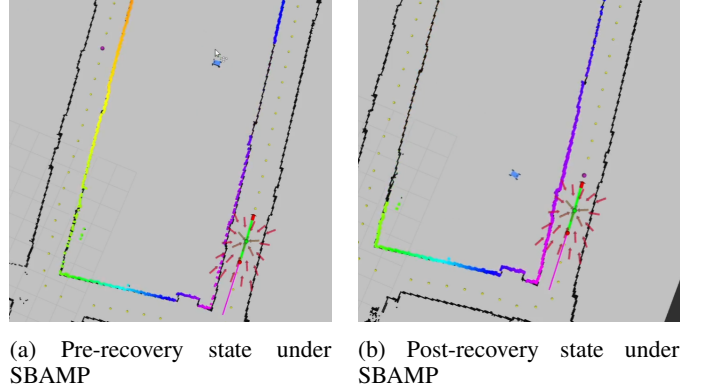 (a) Pre-recovery state under
SBAMP
(b) Post-recovery state under
SBAMP